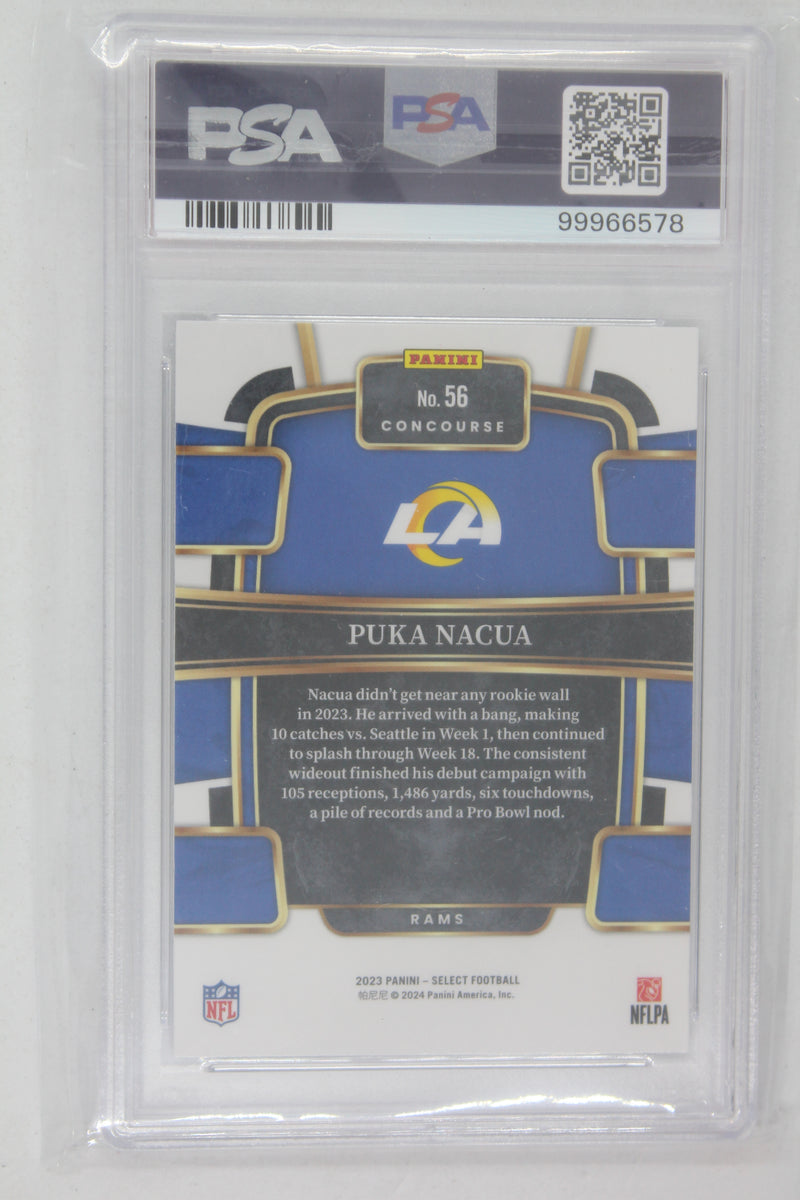 PSA
PSA
99966578
PANINI
No. 56
CONCOURSE
LA
PUKA NACUA
Nacua didn't get near any rookie wall
in 2023. He arrived with a bang, making
10 catches vs. Seattle in Week 1, then continued
to splash through Week 18. The consistent
wideout finished his debut campaign with
105 receptions, 1,486 yards, six touchdowns,
a pile of records and a Pro Bowl nod.
RAMS
2023 PANINI – SELECT FOOTBALL
帕尼尼 © 2024 Panini America, Inc.
NFL
NFLPA